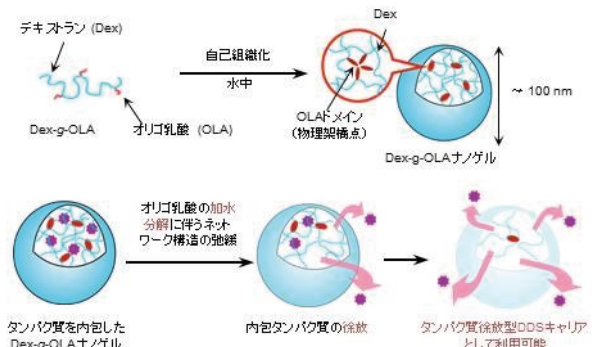 デキストラン (Dex)
Dex-g-OLA
オリゴ乳酸 (OLA)
自己組織化
水中
Dex
OLAドメイン
(物理架橋点)
~ 100 nm
Dex-g-OLAナノゲル
タンパク質を内包した
Dex-g-OLAナノゲル
オリゴ乳酸の加水
分解に伴うネット
ワーク構造の弛緩
内包タンパク質の徐放
タンパク質徐放型DDSキャリア
として利用可能